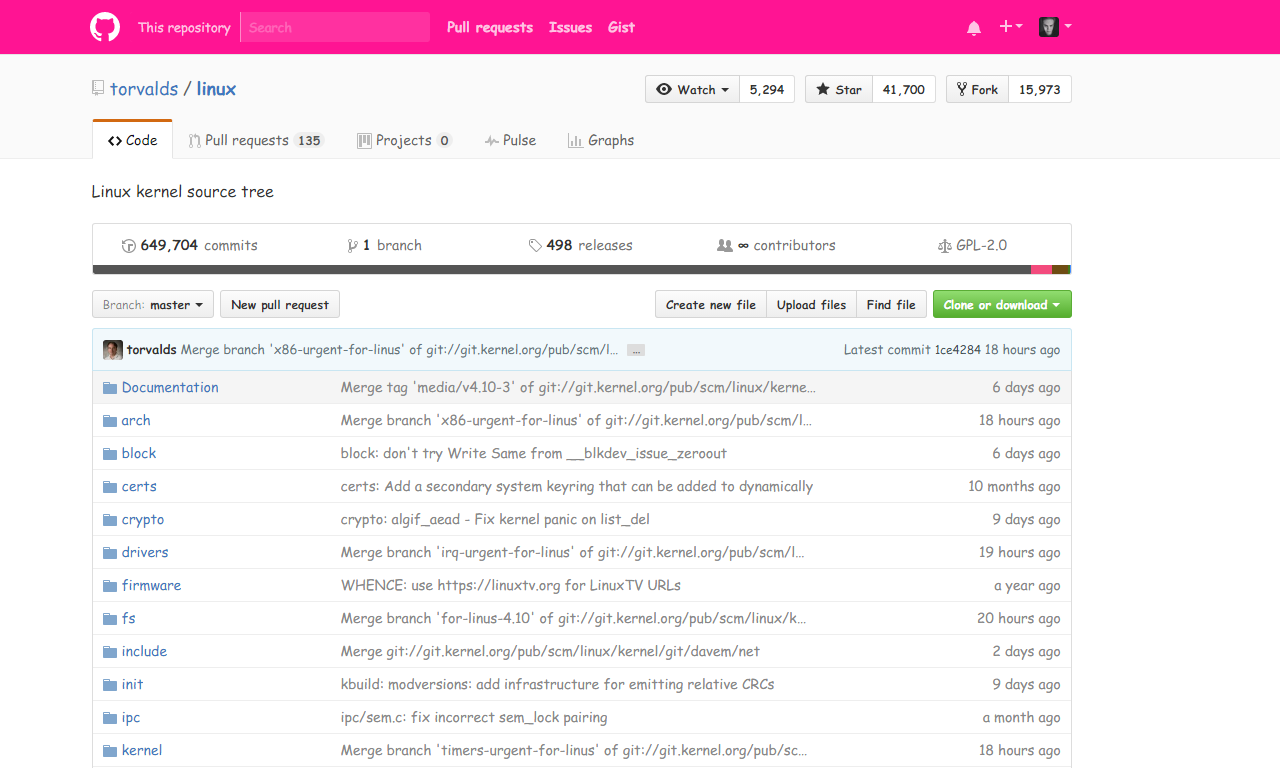 This repository Search Pull requests Issues Gist
torvalds / linux Watch 5,294 Star 41,700 Fork 15,973
Code Pull requests 135 Projects 0 Pulse Graphs
Linux kernel source tree
649,704 commits 1 branch 498 releases ∞ contributors GPL-2.0
Branch: master New pull request Create new file Upload files Find file Clone or download
torvalds Merge branch 'x86-urgent-for-linus' of git://git.kernel.org/pub/scm/l... ... Latest commit 1ce4284 18 hours ago
Documentation Merge tag 'media/v4.10-3' of git://git.kernel.org/pub/scm/linux/kerne... 6 days ago
arch Merge branch 'x86-urgent-for-linus' of git://git.kernel.org/pub/scm/l... 18 hours ago
block block: don't try Write Same from __blkdev_issue_zeroout 6 days ago
certs certs: Add a secondary system keyring that can be added to dynamically 10 months ago
crypto crypto: algif_aead - Fix kernel panic on list_del 9 days ago
drivers Merge branch 'irq-urgent-for-linus' of git://git.kernel.org/pub/scm/l... 19 hours ago
firmware WHENCE: use https://linuxtv.org for LinuxTV URLs a year ago
fs Merge branch 'for-linus-4.10' of git://git.kernel.org/pub/scm/linux/k... 20 hours ago
include Merge git://git.kernel.org/pub/scm/linux/kernel/git/davem/net 2 days ago
init kbuild: modversions: add infrastructure for emitting relative CRCs 9 days ago
ipc ipc/sem.c: fix incorrect sem_lock pairing a month ago
kernel Merge branch 'timers-urgent-for-linus' of git://git.kernel.org/pub/sc... 18 hours ago